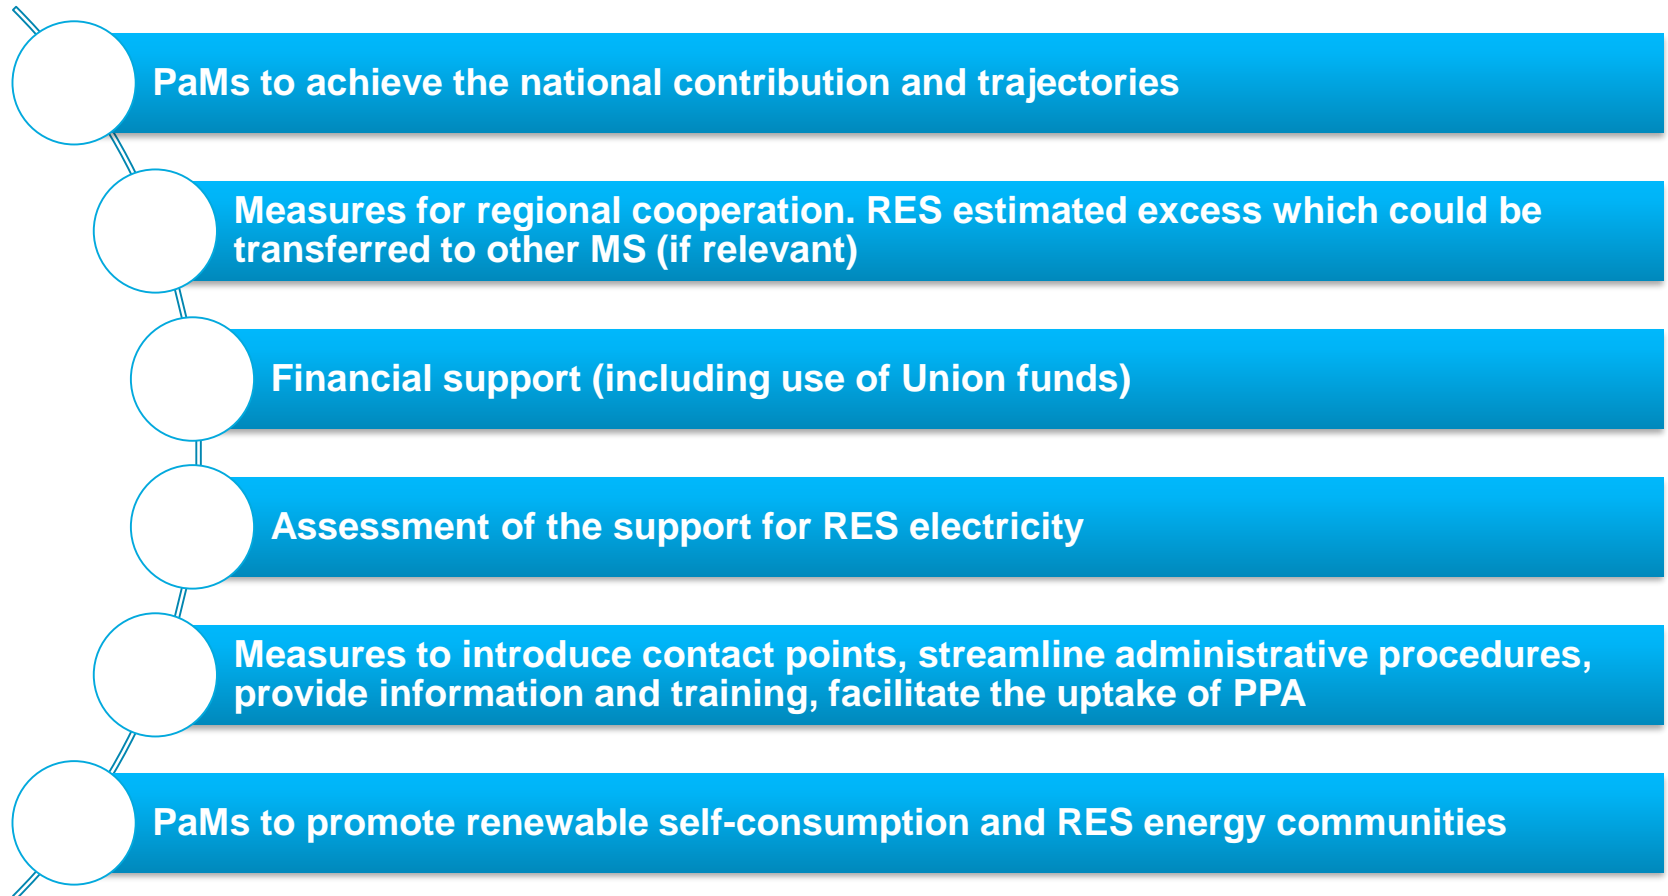 PaMs to achieve the national contribution and trajectories
Measures for regional cooperation. RES estimated excess which could be
transferred to other MS (if relevant)
Financial support (including use of Union funds)
Assessment of the support for RES electricity
Measures to introduce contact points, streamline administrative procedures,
provide information and training, facilitate the uptake of PPA
PaMs to promote renewable self-consumption and RES energy communities